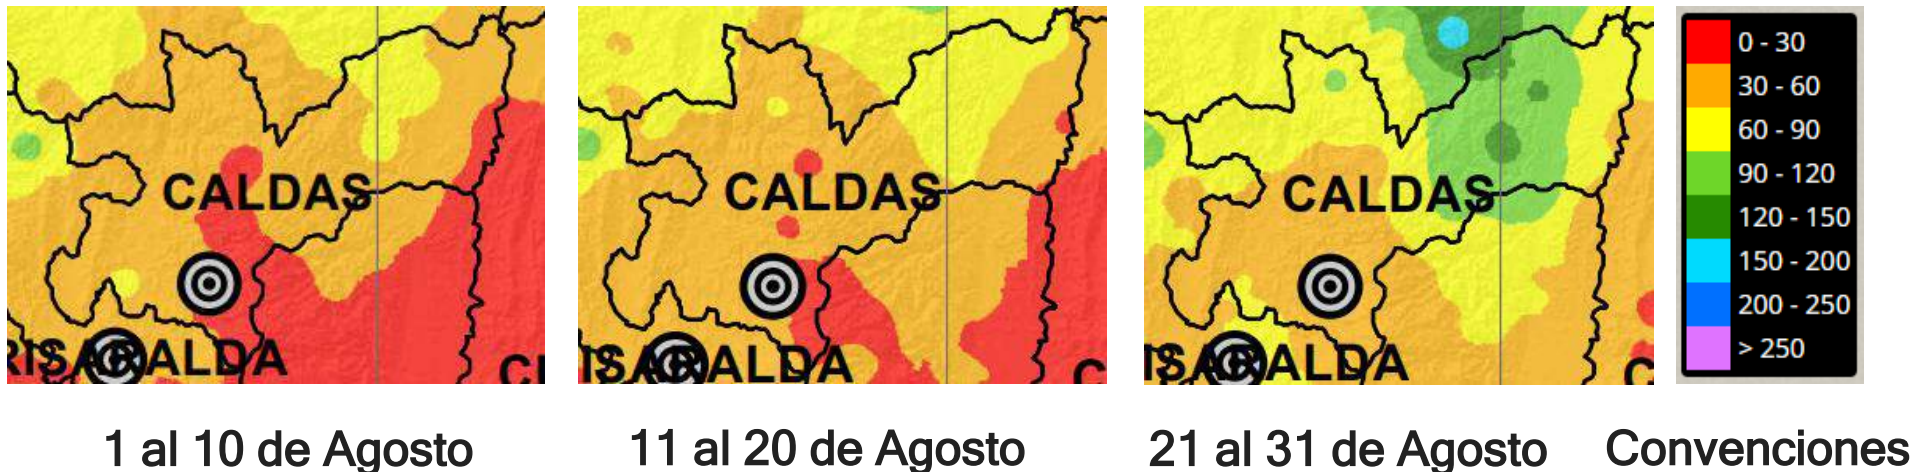 CALDAS
RISARALDA
CALDAS
ISARALDA
C
CALDAS
ISARALDA
C
0 - 30
30 - 60
60 - 90
90 - 120
120 - 150
150 - 200
200 - 250
> 250
1 al 10 de Agosto
11 al 20 de Agosto
21 al 31 de Agosto
Convenciones